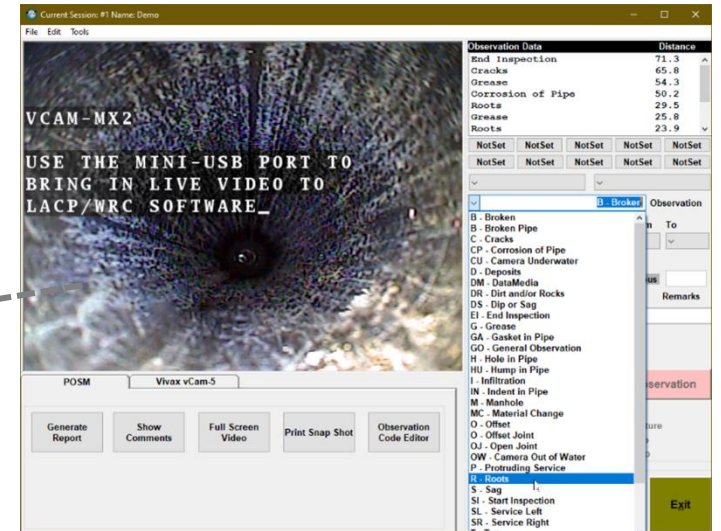 Current Session: #1 Name: Demo
File Edit Tools
VCAM-MX2
USE THE MINI-USB PORT TO
BRING IN LIVE VIDEO TO
LACP/WRC SOFTWARE_
POSM Vivax vCam-5
Generate Report
Show Comments
Full Screen Video
Print Snap Shot
Observation Code Editor
Observation Data Distance
End Inspection 71.3
Cracks 65.8
Grease 54.3
Corrosion of Pipe 50.2
Roots 29.5
Grease 25.8
Roots 23.9
NotSet NotSet NotSet NotSet NotSet
NotSet NotSet NotSet NotSet NotSet
B - Broken Observation
To
Remarks
B - Broken
B - Broken Pipe
C - Cracks
CP - Corrosion of Pipe
CU - Camera Underwater
D - Deposits
DM - DataMedia
DR - Dirt and/or Rocks
DS - Dip or Sag
EI - End Inspection
G - Grease
GA - Gasket in Pipe
GO - General Observation
H - Hole in Pipe
HU - Hump in Pipe
I - Infiltration
IN - Indent in Pipe
M - Manhole
MC - Material Change
O - Offset
O - Offset Joint
OJ - Open Joint
OW - Camera Out of Water
P - Protruding Service
R - Roots
S - Sag
SI - Start Inspection
SL - Service Left
SR - Service Right
Exit